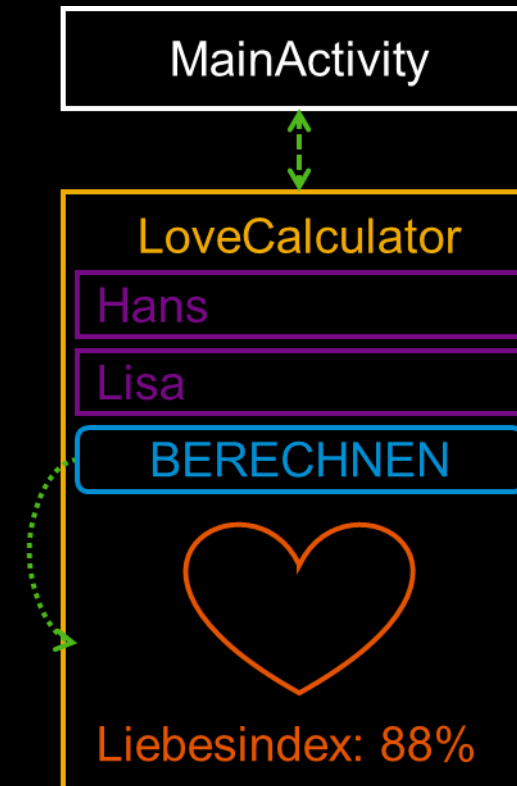 MainActivity
LoveCalculator
Hans
Lisa
BERECHNEN
Liebesindex: 88%